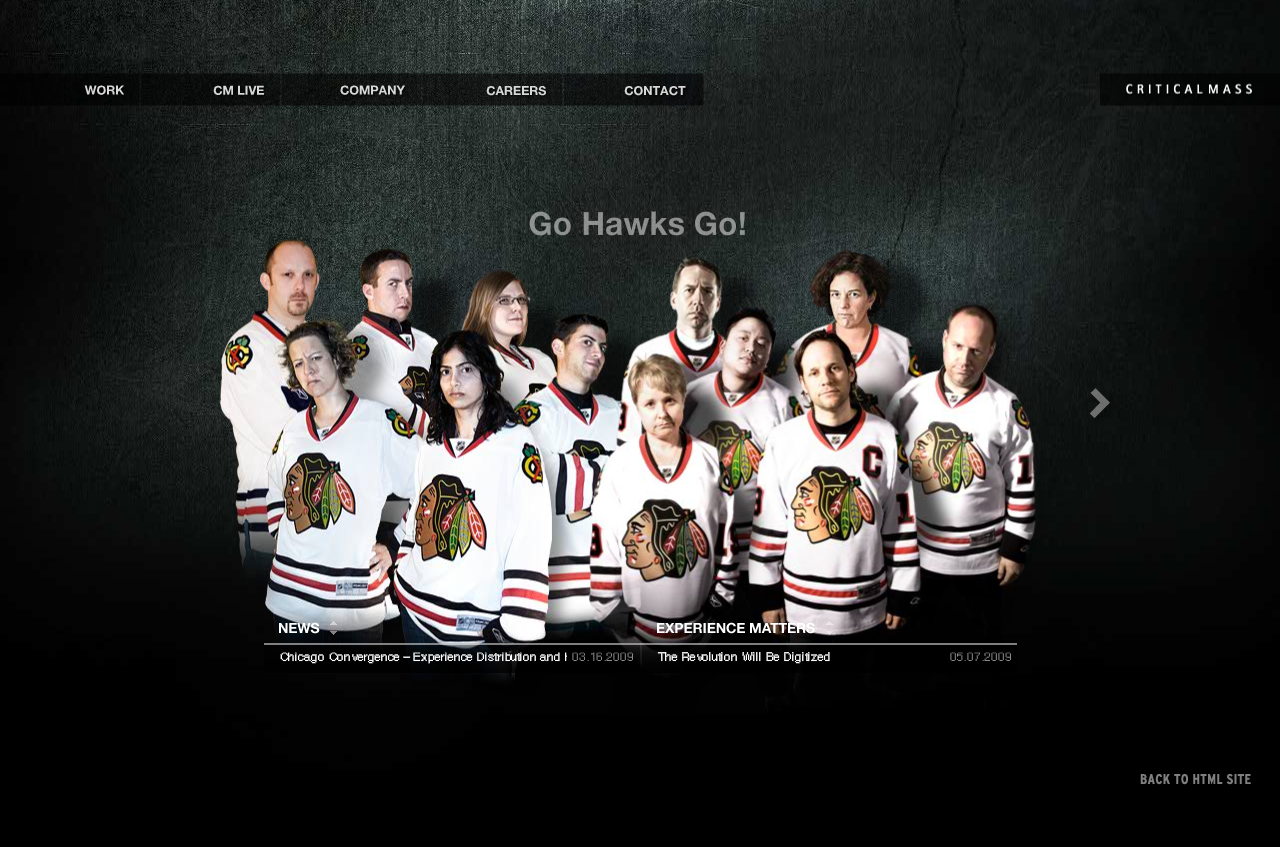 WORK
CM LIVE
COMPANY
CAREERS
CONTACT
CRITICALMASS
Go Hawks Go!
C
NEWS
EXPERIENCE MATTERS
Chicago Convergence – Experience Distribution and 03.16.2009
The Revolution Will Be Digitized 05.07.2009
BACK TO HTML SITE